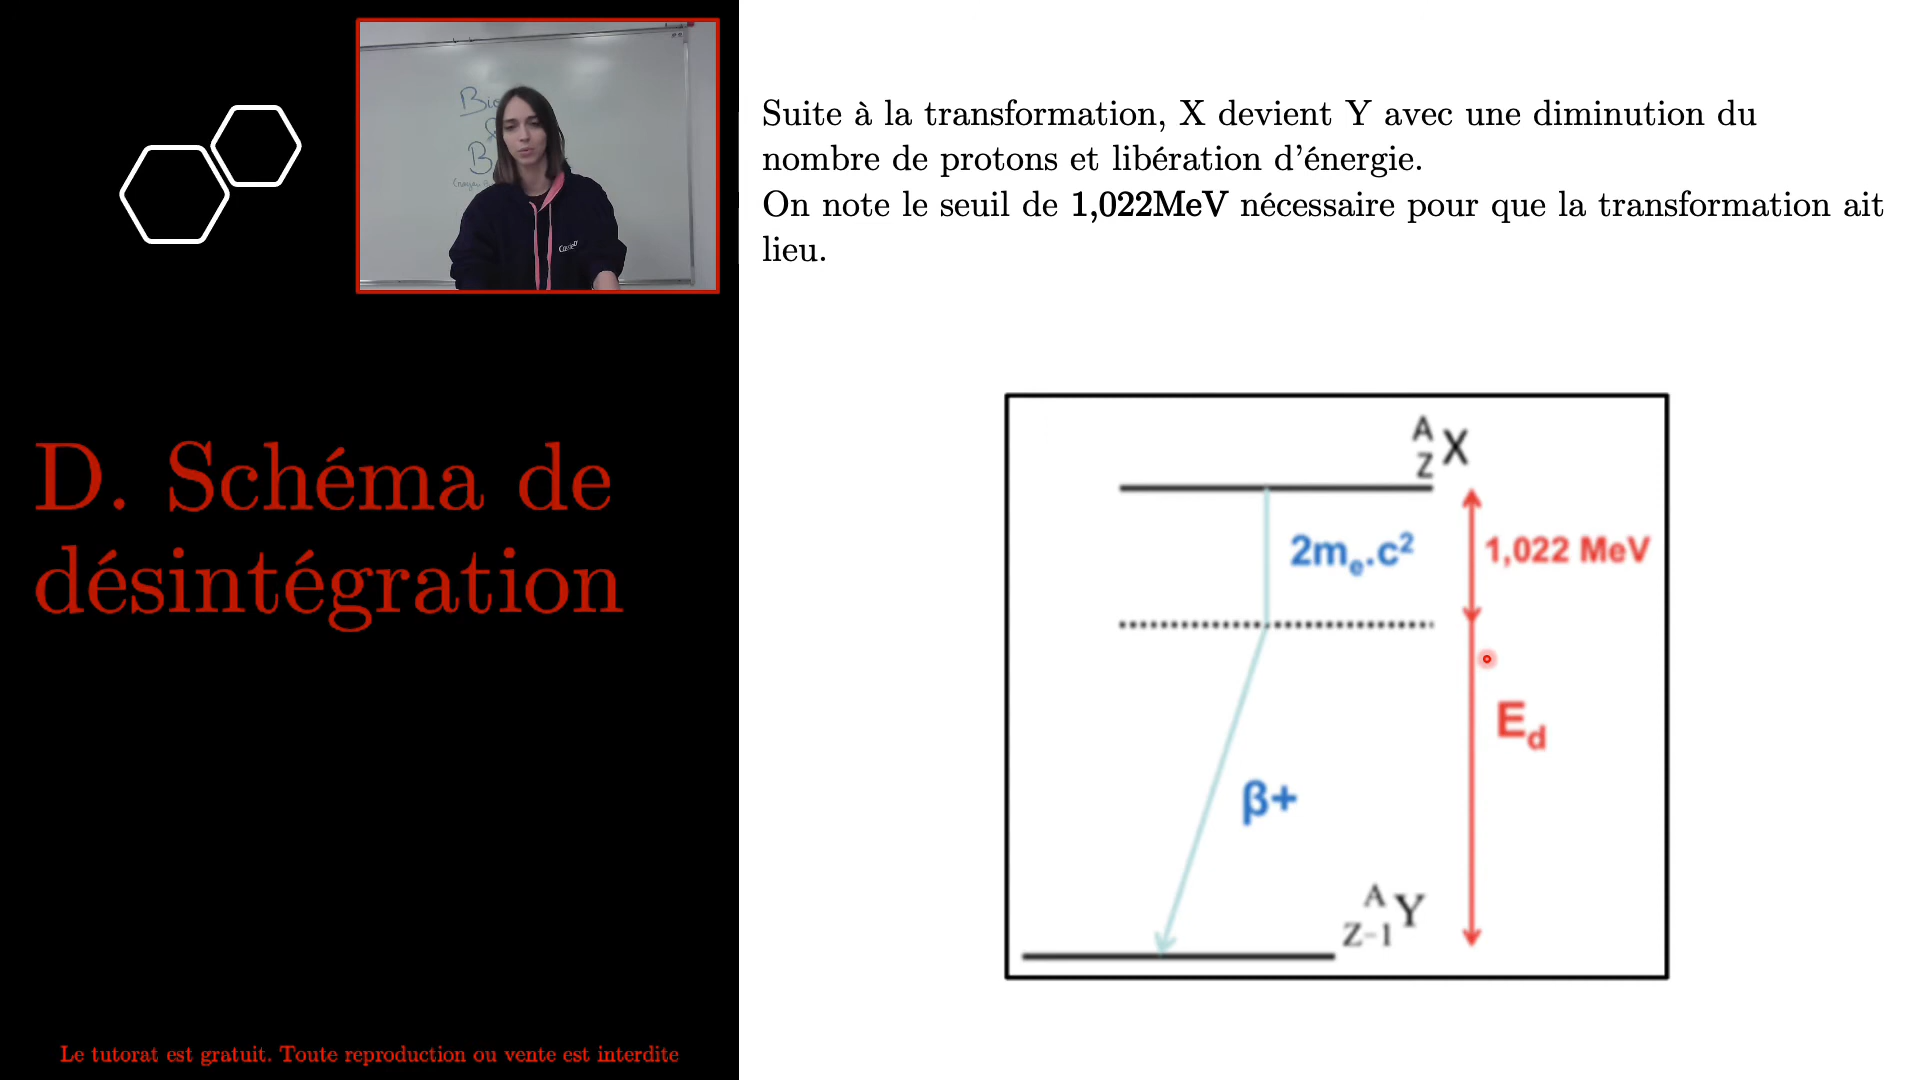 Suite à la transformation, X devient Y avec une diminution du
nombre de protons et libération d'énergie.
On note le seuil de 1,022MeV nécessaire pour que la transformation ait
lieu.
D. Schéma de
désintégration
A
Z X
2me.c²
1,022 MeV
Ed
β+
A
Z-1 Y
Le tutorat est gratuit. Toute reproduction ou vente est interdite